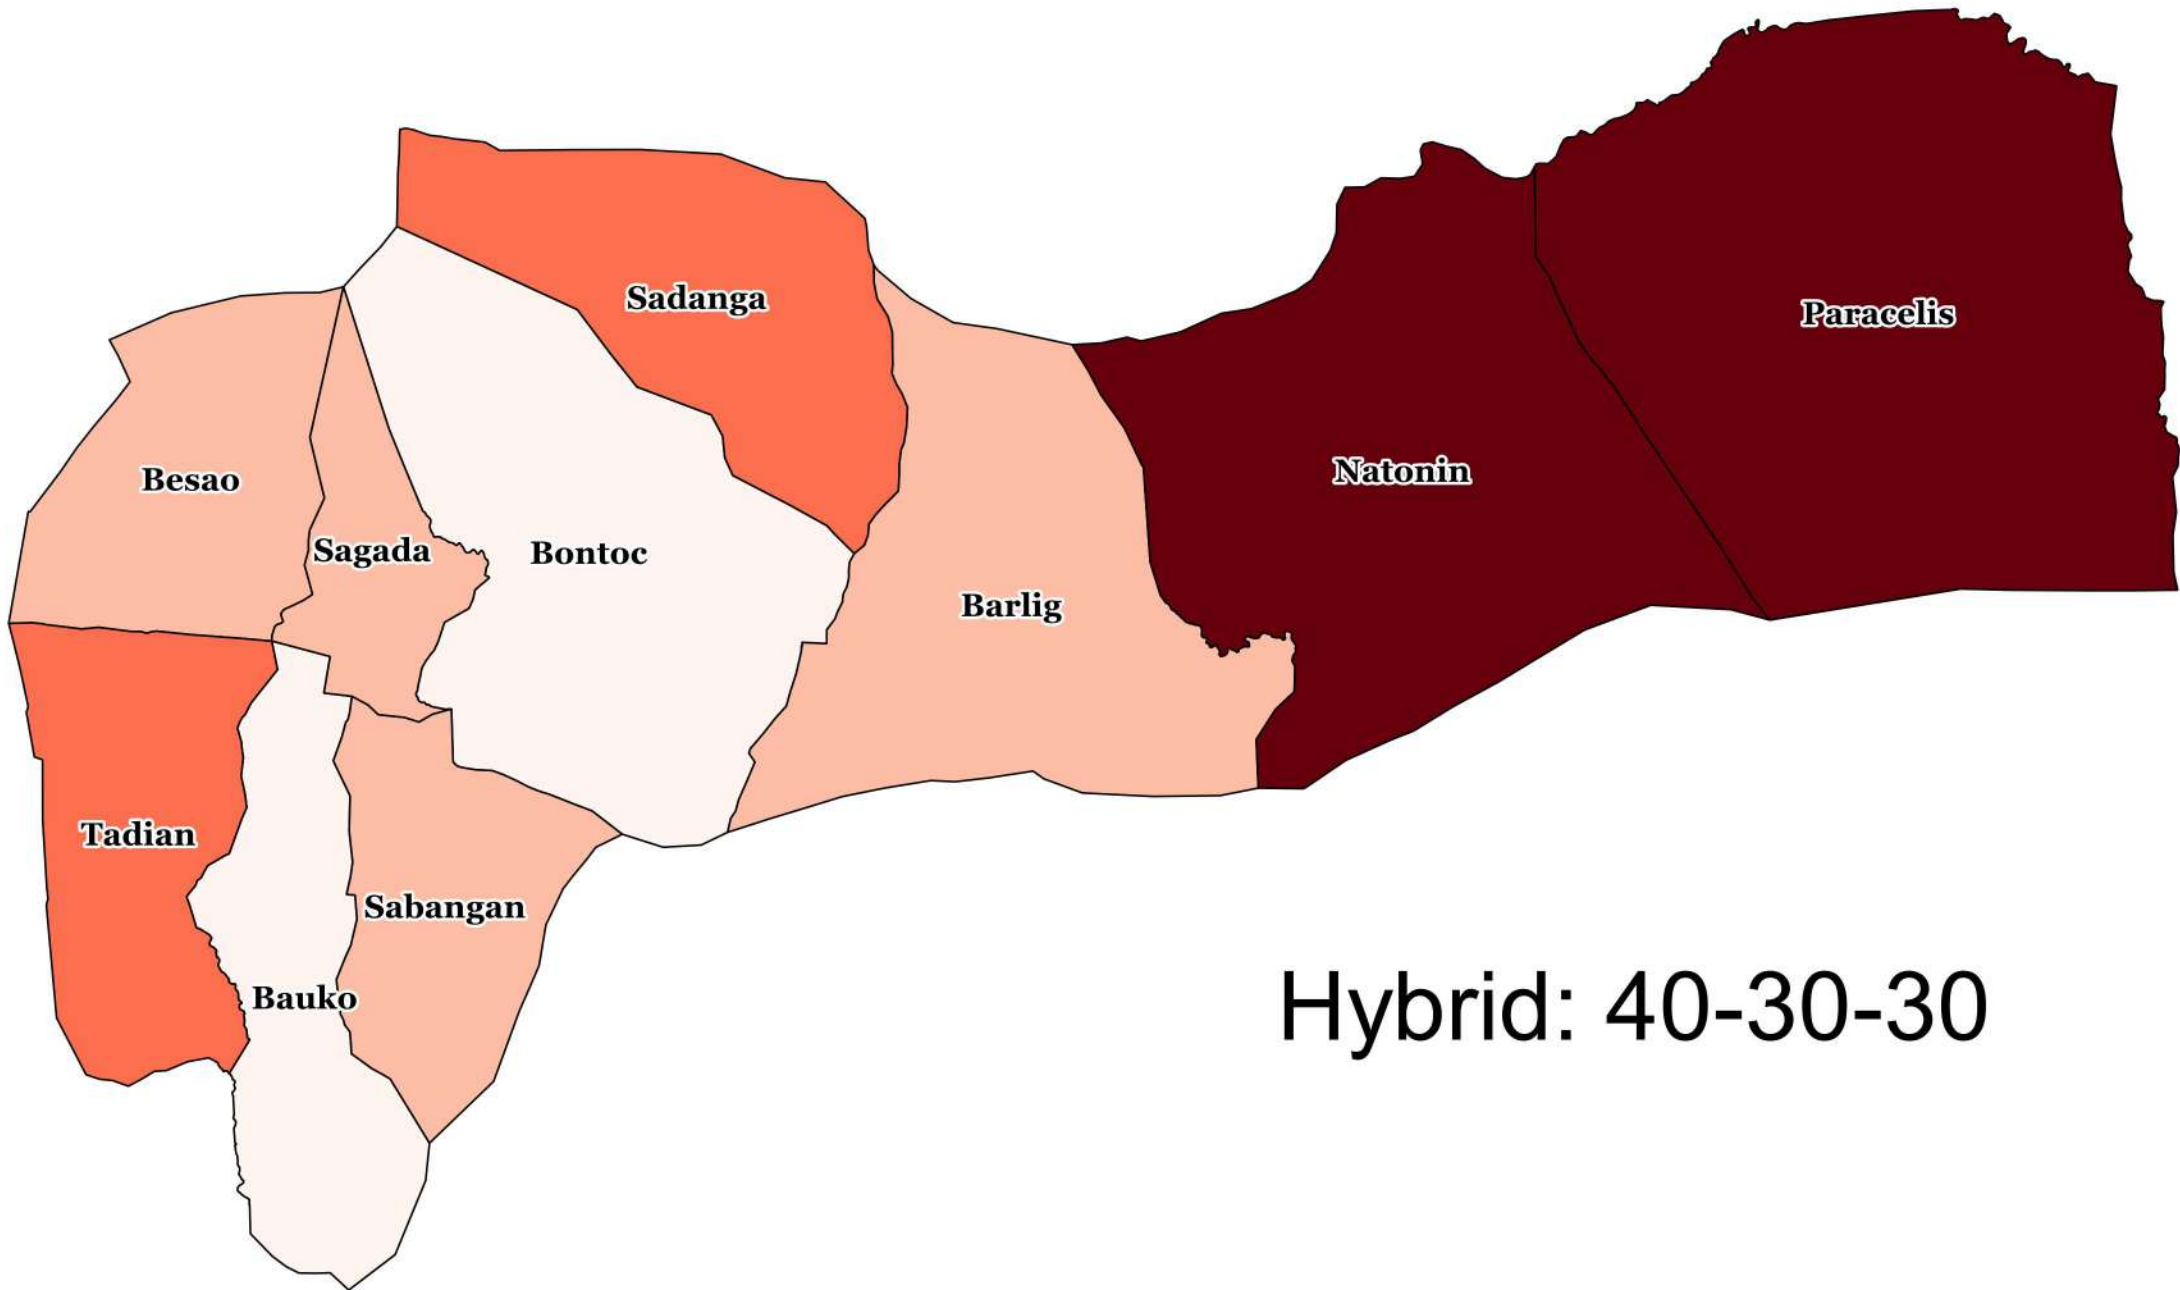 Sadanga
Paracelis
Natonin
Besao
Sagada
Bontoc
Barlig
Tadian
Sabangan
Bauko
Hybrid: 40-30-30